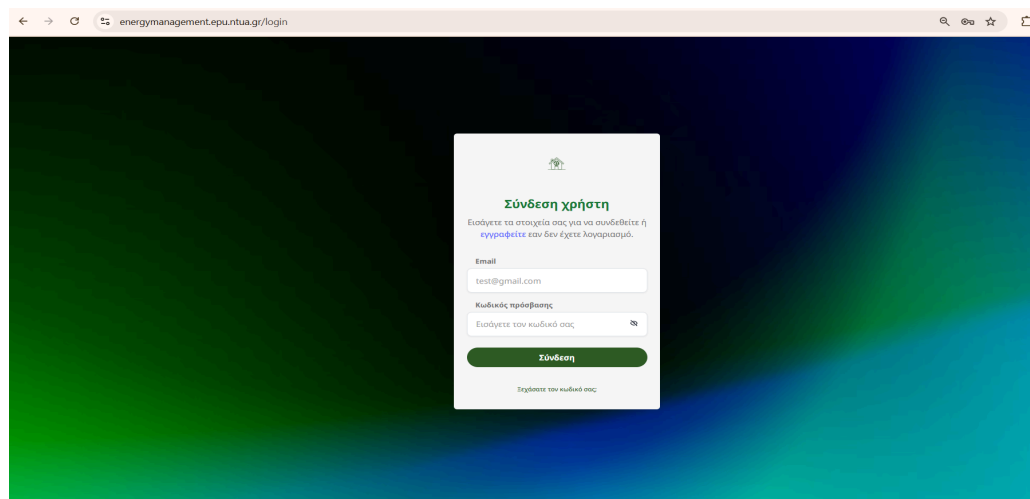 energymanagement.epu.ntua.gr/login
Σύνδεση χρήστη
Εισάγετε τα στοιχεία σας για να συνδεθείτε ή
εγγραφείτε εαν δεν έχετε λογαριασμό.
Email
test@gmail.com
Κωδικός πρόσβασης
Εισάγετε τον κωδικό σας
Σύνδεση
Ξεχάσατε τον κωδικό σας;